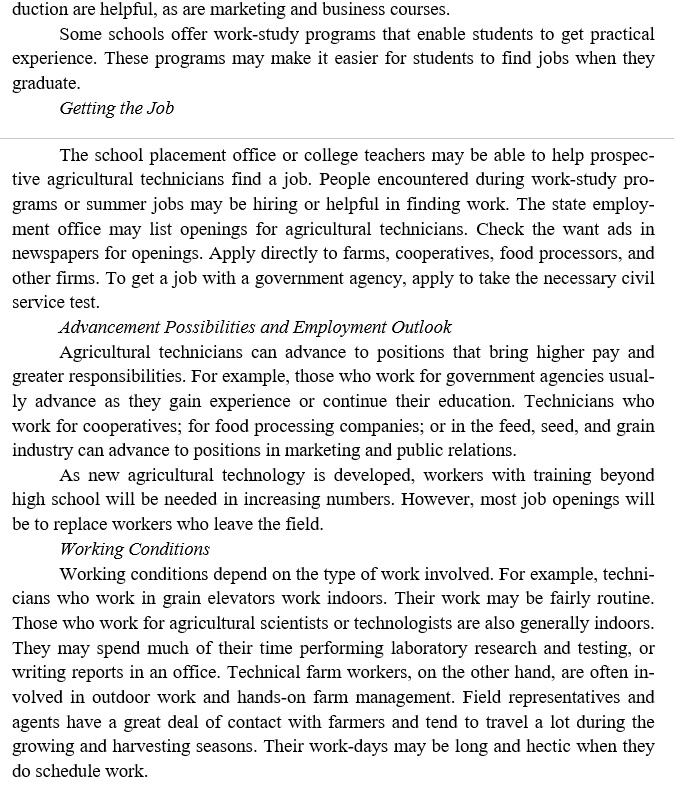 duction are helpful, as are marketing and business courses.
Some schools offer work-study programs that enable students to get practical
experience. These programs may make it easier for students to find jobs when they
graduate.
Getting the Job
The school placement office or college teachers may be able to help prospec-
tive agricultural technicians find a job. People encountered during work-study pro-
grams or summer jobs may be hiring or helpful in finding work. The state employ-
ment office may list openings for agricultural technicians. Check the want ads in
newspapers for openings. Apply directly to farms, cooperatives, food processors, and
other firms. To get a job with a government agency, apply to take the necessary civil
service test.
Advancement Possibilities and Employment Outlook
Agricultural technicians can advance to positions that bring higher pay and
greater responsibilities. For example, those who work for government agencies usual-
ly advance as they gain experience or continue their education. Technicians who
work for cooperatives; for food processing companies; or in the feed, seed, and grain
industry can advance to positions in marketing and public relations.
As new agricultural technology is developed, workers with training beyond
high school will be needed in increasing numbers. However, most job openings will
be to replace workers who leave the field.
Working Conditions
Working conditions depend on the type of work involved. For example, techni-
cians who work in grain elevators work indoors. Their work may be fairly routine.
Those who work for agricultural scientists or technologists are also generally indoors.
They may spend much of their time performing laboratory research and testing, or
writing reports in an office. Technical farm workers, on the other hand, are often in-
volved in outdoor work and hands-on farm management. Field representatives and
agents have a great deal of contact with farmers and tend to travel a lot during the
growing and harvesting seasons. Their work-days may be long and hectic when they
do schedule work.